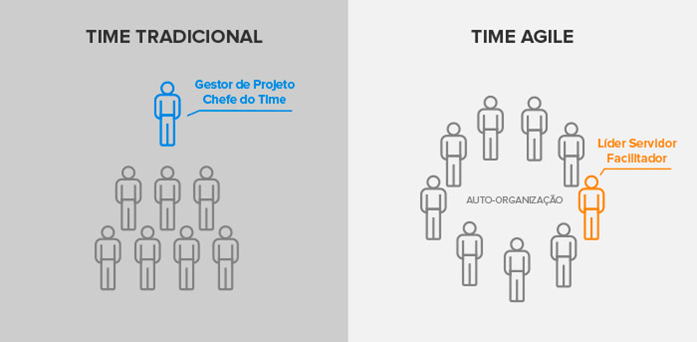 TIME TRADICIONAL
Gestor de Projeto
Chefe do Time
TIME AGILE
Líder Servidor
Facilitador
AUTO-ORGANIZAÇÃO